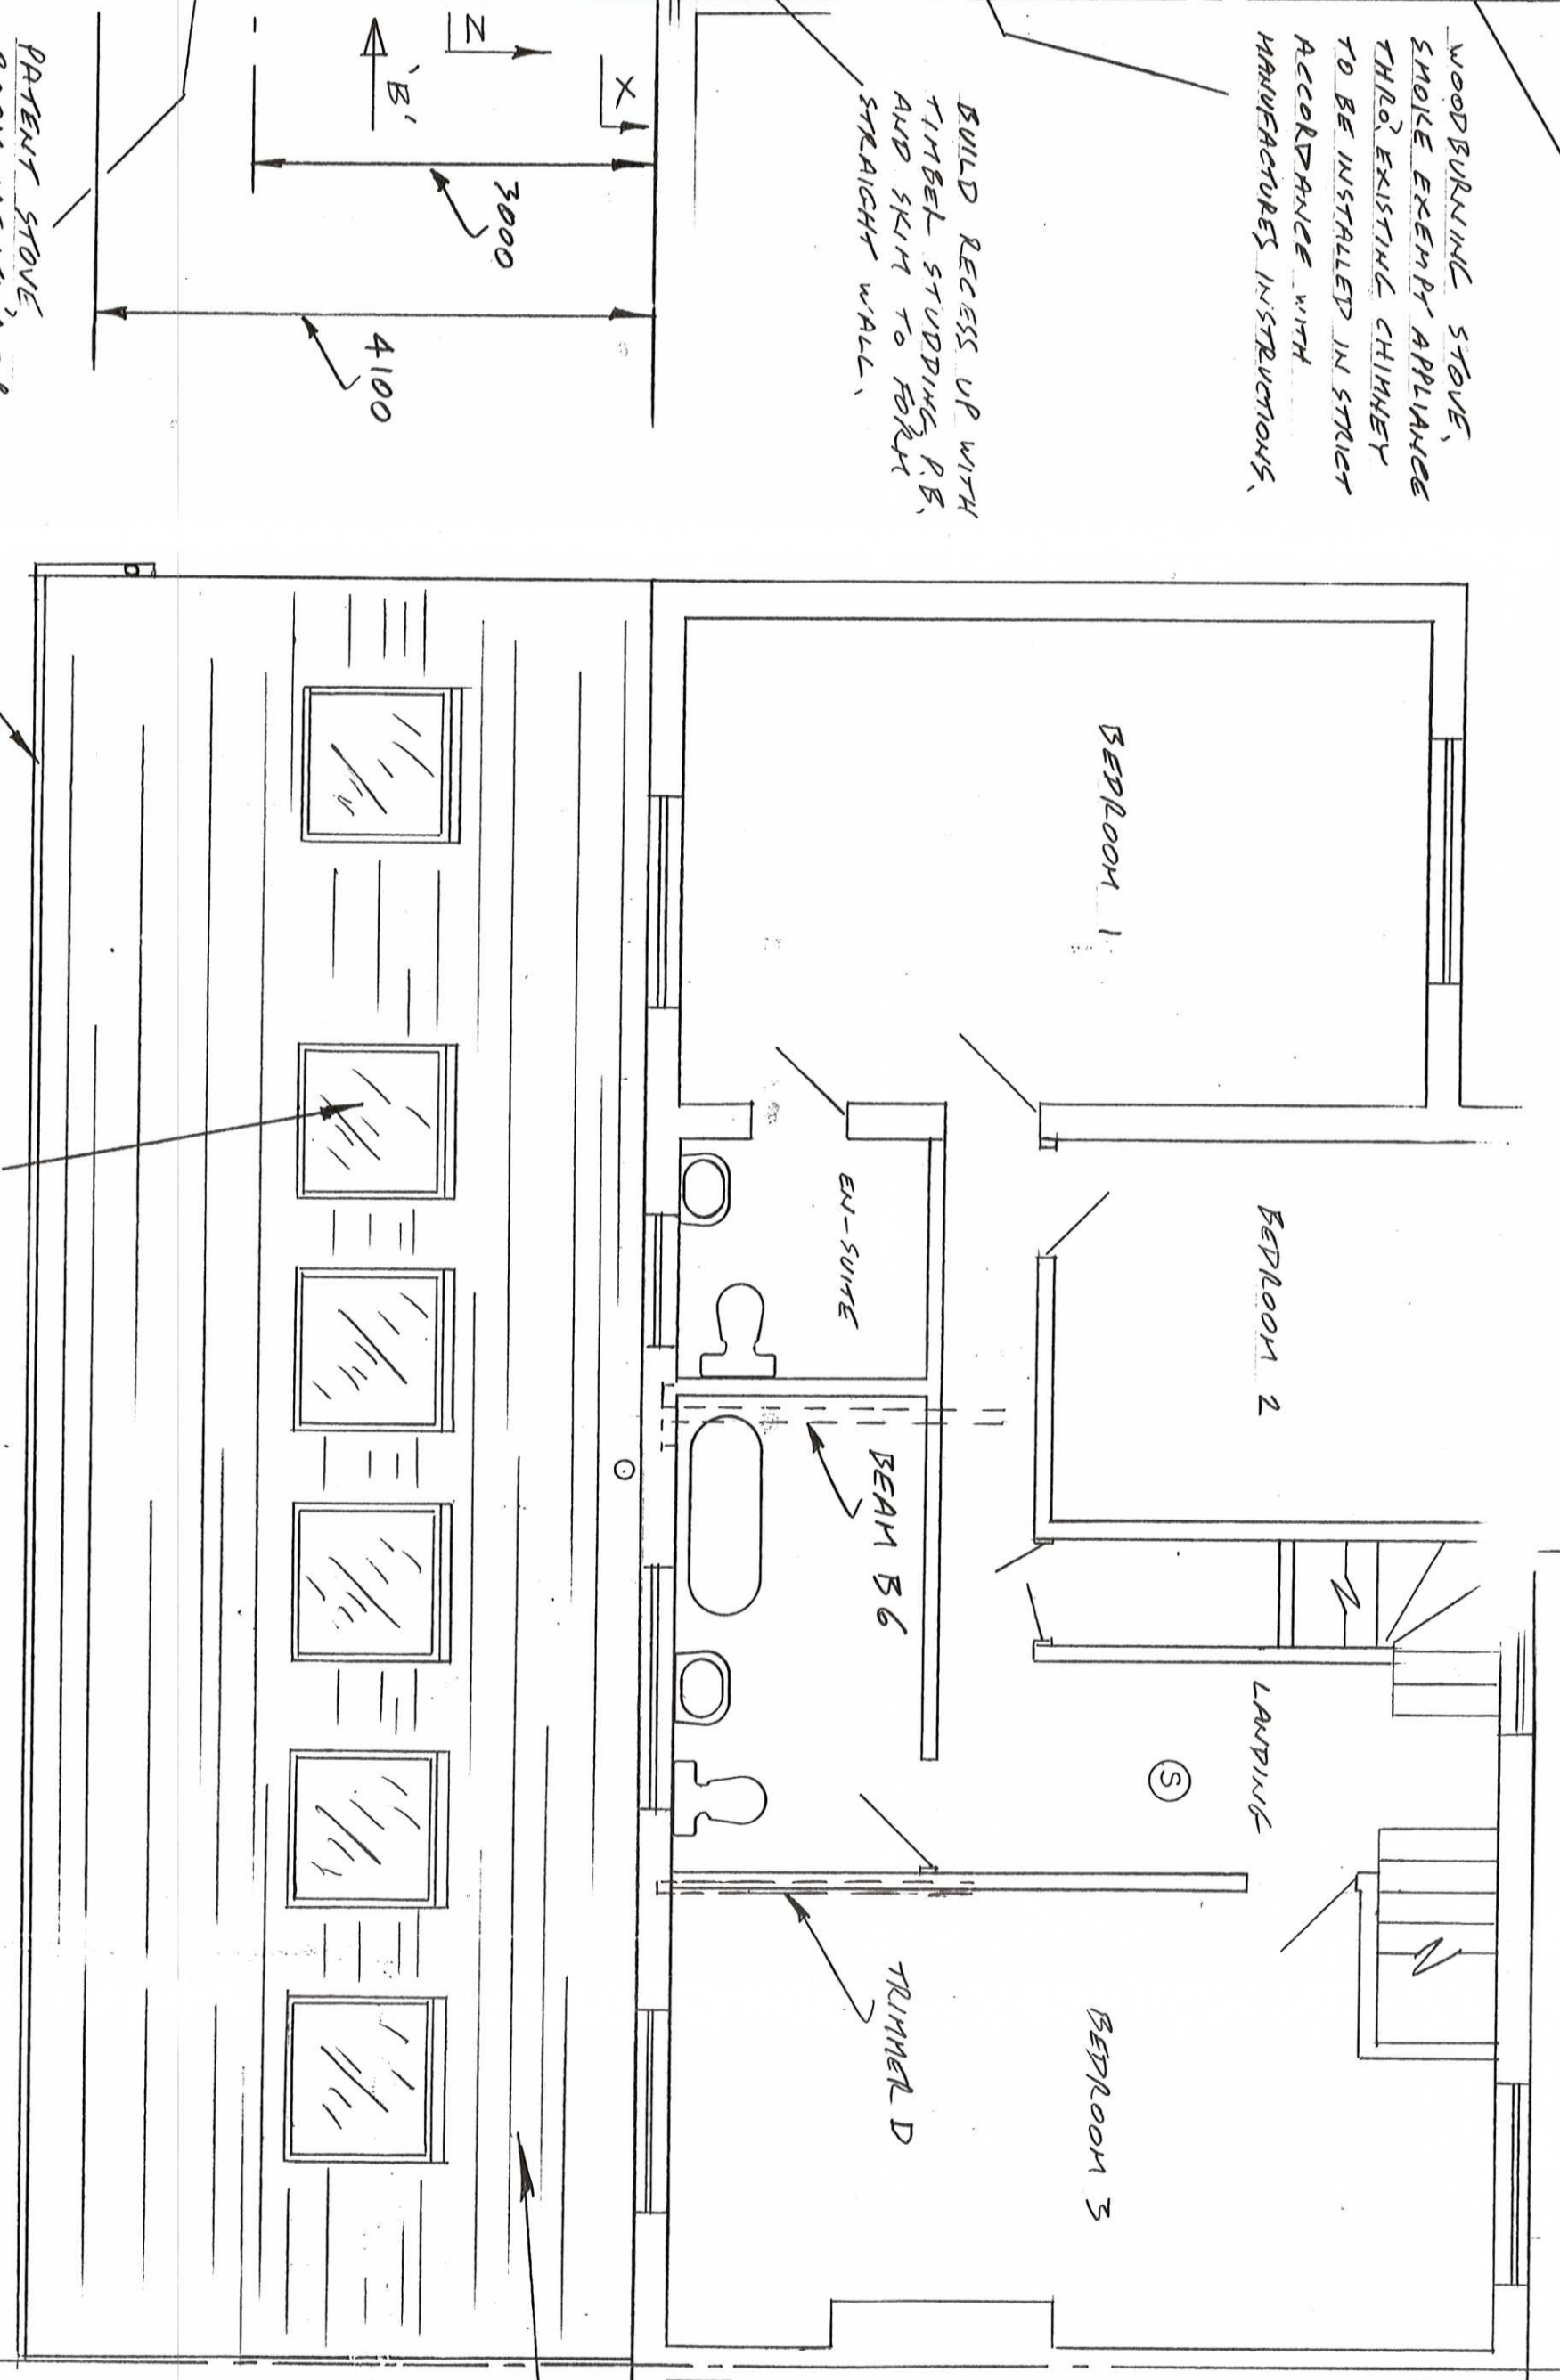 WOODBURNING STOVE,
SMOKE EXEMPT APPLIANCE
THRO' EXISTING CHIMNEY
TO BE INSTALLED IN STRICT
ACCORDANCE WITH
MANUFACTURES INSTRUCTIONS.
BUILD RECESS UP WITH
TIMBER STUDDING, P.B.
AND SKIM TO FORM
STRAIGHT WALL.
X
Z
'B'
3000
4100
PATENT STOVE
BEDROOM 1
BEDROOM 2
EN-SUITE
BEAM B6
LANDING
S
TRIMMER D
BEDROOM 3